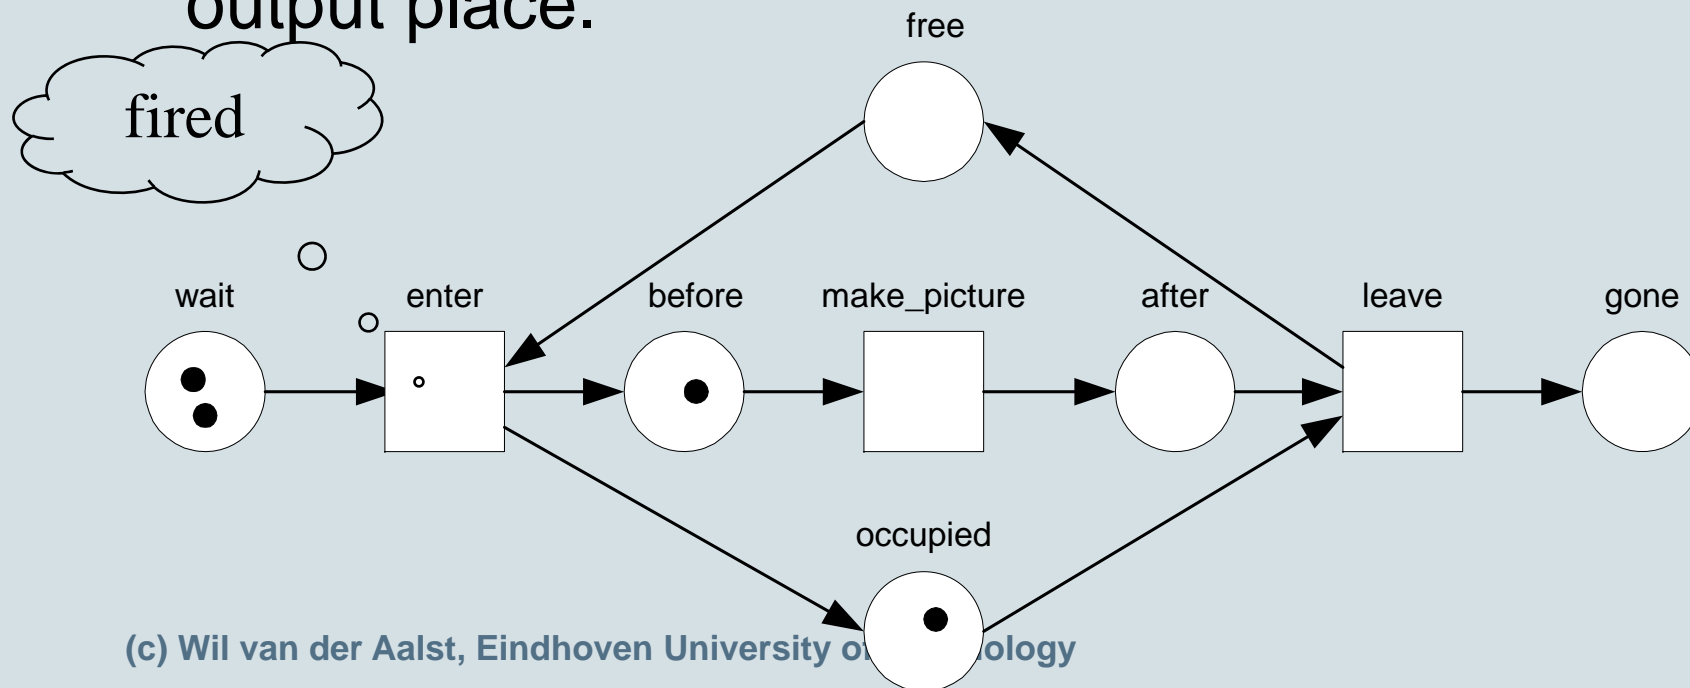 output place.
free
fired
wait enter before make_picture after leave gone
occupied
(c) Wil van der Aalst, Eindhoven University of ology